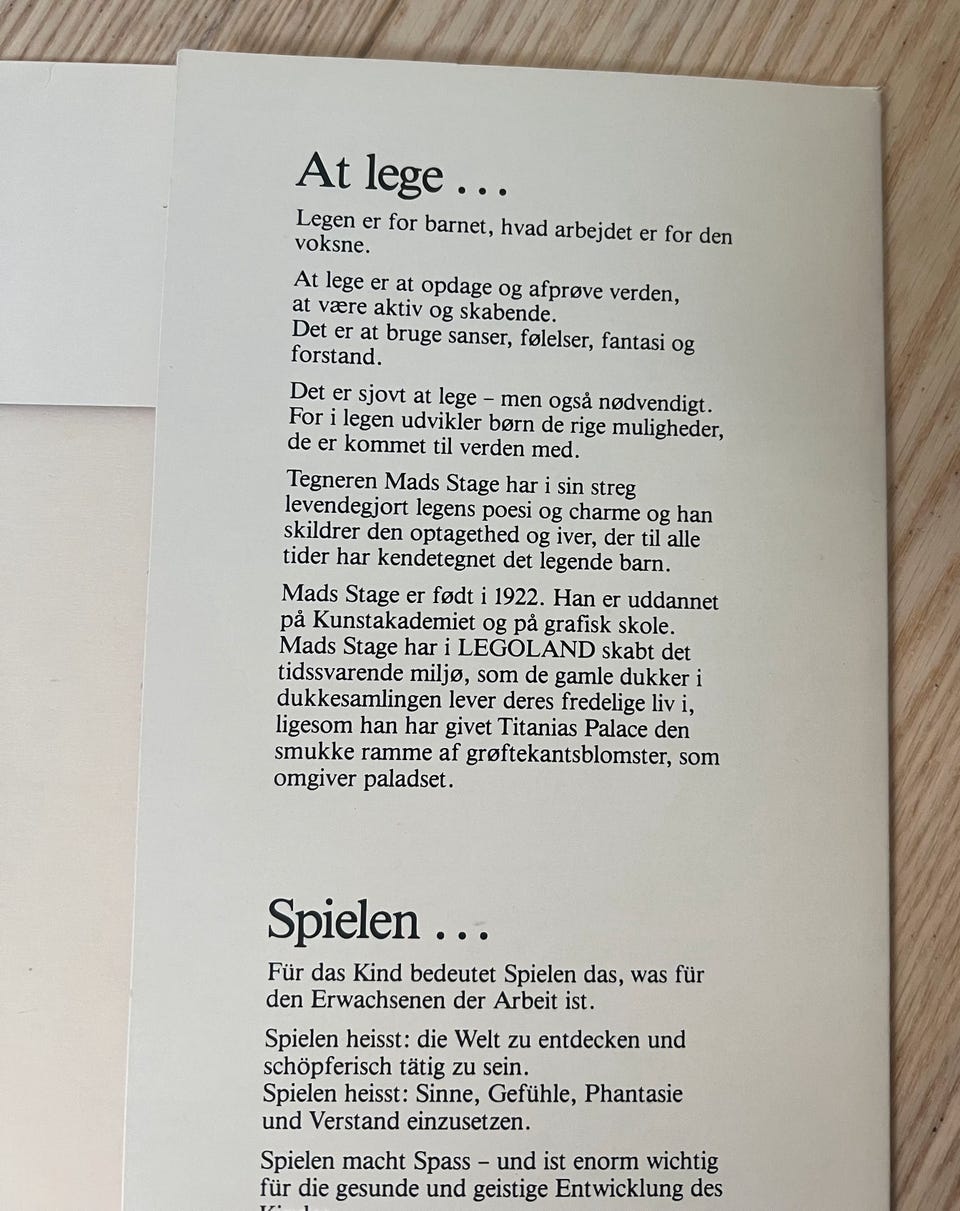 At lege ...
Legen er for barnet, hvad arbejdet er for den
voksne.
At lege er at opdage og afprøve verden,
at være aktiv og skabende.
Det er at bruge sanser, følelser, fantasi og
forstand.
Det er sjovt at lege – men også nødvendigt.
For i legen udvikler børn de rige muligheder,
de er kommet til verden med.
Tegneren Mads Stage har i sin streg
levendegjort legens poesi og charme og han
skildrer den optagethed og iver, der til alle
tider har kendetegnet det legende barn.
Mads Stage er født i 1922. Han er uddannet
på Kunstakademiet og på grafisk skole.
Mads Stage har i LEGOLAND skabt det
tidssvarende miljø, som de gamle dukker i
dukkesamlingen lever deres fredelige liv i,
ligesom han har givet Titanias Palace den
smukke ramme af grøftekantsblomster, som
omgiver paladset.
Spielen ...
Für das Kind bedeutet Spielen das, was für
den Erwachsenen der Arbeit ist.
Spielen heisst: die Welt zu entdecken und
schöpferisch tätig zu sein.
Spielen heisst: Sinne, Gefühle, Phantasie
und Verstand einzusetzen.
Spielen macht Spass – und ist enorm wichtig
für die gesunde und geistige Entwicklung des